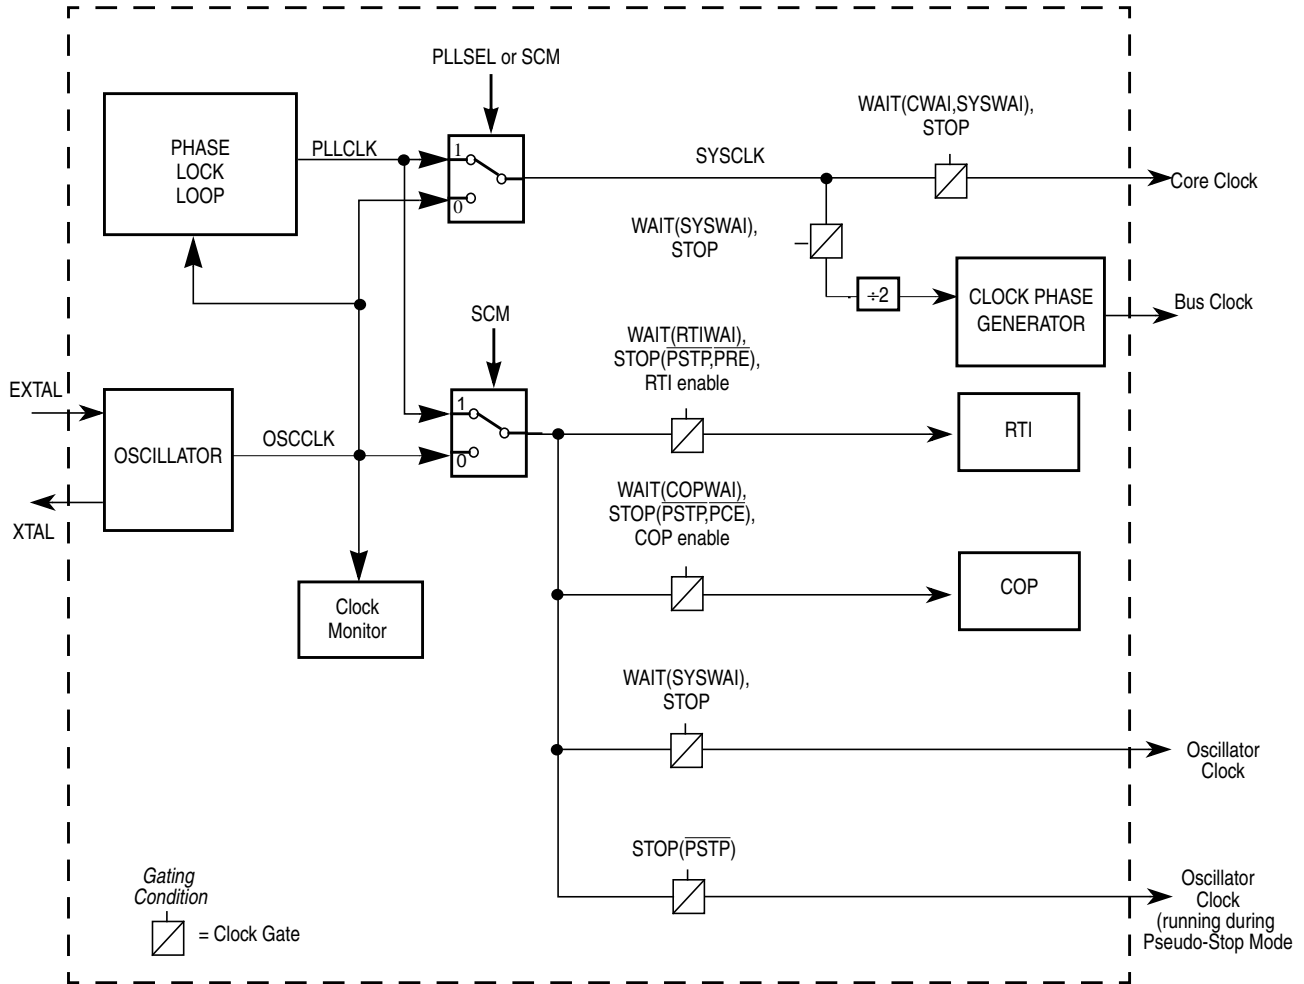 PLLSEL or SCM
WAIT(CWAI,SYSWAI),
STOP
PHASE
LOCK
LOOP
PLLCLK
1
0
SYSCLK
Core Clock
WAIT(SYSWAI),
STOP
÷2
CLOCK PHASE
GENERATOR
Bus Clock
SCM
WAIT(RTIWAI),
STOP(PSTP,PRE),
RTI enable
EXTAL
OSCILLATOR
OSCCLK
1
0
RTI
XTAL
WAIT(COPWAI),
STOP(PSTP,PCE),
COP enable
COP
Clock
Monitor
WAIT(SYSWAI),
STOP
Oscillator
Clock
STOP(PSTP)
Gating
Condition
= Clock Gate
Oscillator
Clock
(running during
Pseudo-Stop Mode